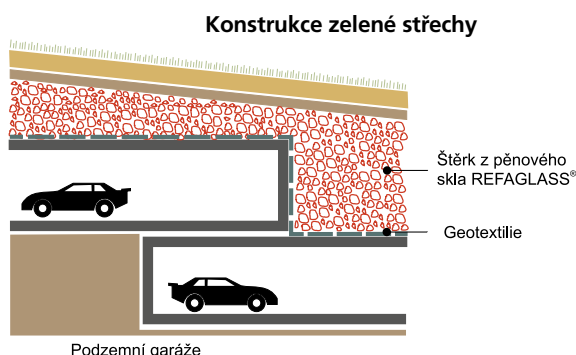 Konstrukce zelené střechy
Štěrk z pěnového
skla REFAGLASS®
Geotextilie
Podzemní garáže